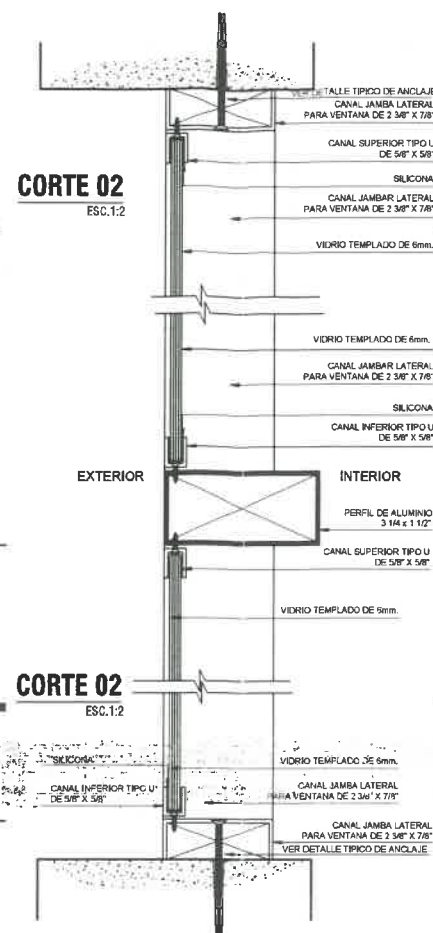 VER DETALLE TIPICO DE ANCLAJE
CANAL JAMBA LATERAL
PARA VENTANA DE 2 3/8" X 7/8"
CANAL SUPERIOR TIPO U
DE 5/8" X 5/8"
CORTE 02
ESC.1:2
SILICONA
CANAL JAMBAR LATERAL
PARA VENTANA DE 2 3/8" X 7/8"
VIDRIO TEMPLADO DE 6mm.
VIDRIO TEMPLADO DE 6mm.
CANAL JAMBAR LATERAL
PARA VENTANA DE 2 3/8" X 7/8"
SILICONA
CANAL INFERIOR TIPO U
DE 5/8" X 5/8"
EXTERIOR
INTERIOR
PERFIL DE ALUMINIO
3 1/4 x 1 1/2"
CANAL SUPERIOR TIPO U
DE 5/8" X 5/8"
VIDRIO TEMPLADO DE 6mm.
CORTE 02
ESC.1:2
SILICONA
VIDRIO TEMPLADO DE 6mm.
CANAL INFERIOR TIPO U
DE 5/8" X 5/8"
CANAL JAMBA LATERAL
PARA VENTANA DE 2 3/8" X 7/8"
CANAL JAMBA LATERAL
PARA VENTANA DE 2 3/8" X 7/8"
VER DETALLE TIPICO DE ANCLAJE